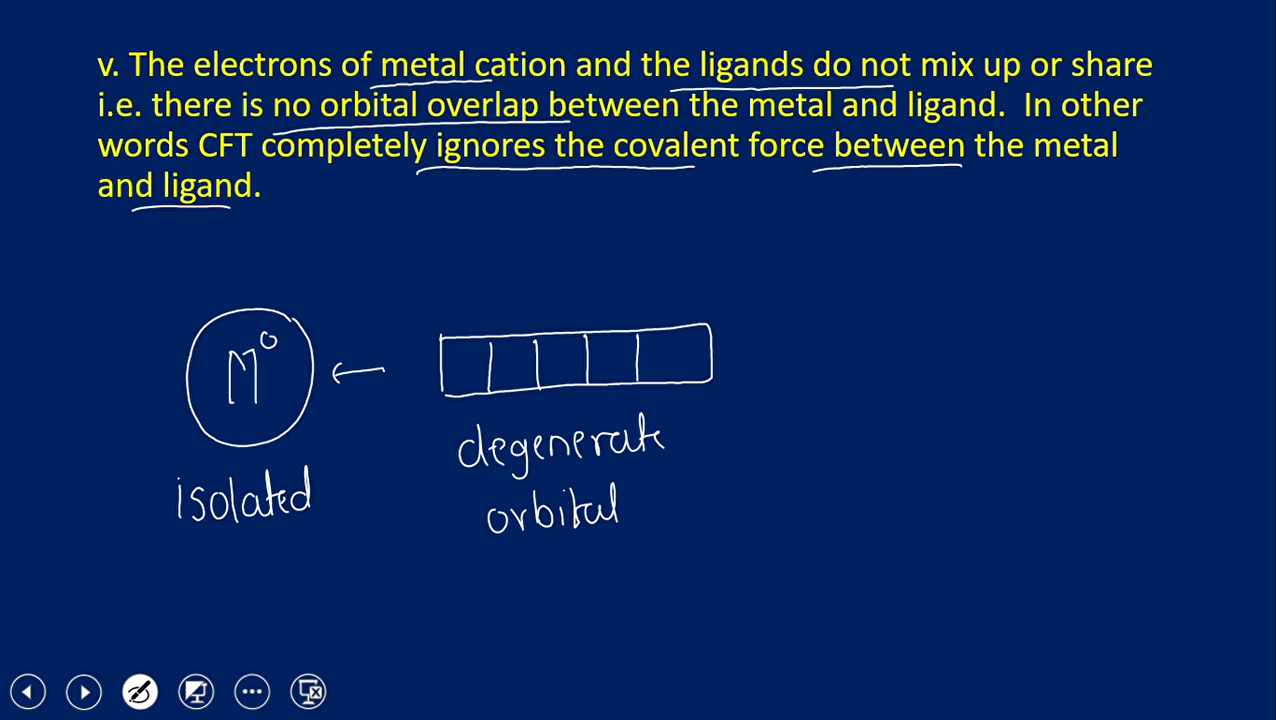 v. The electrons of metal cation and the ligands do not mix up or share
i.e. there is no orbital overlap between the metal and ligand. In other
words CFT completely ignores the covalent force between the metal
and ligand.
M⁰
isolated
degenerate
orbital